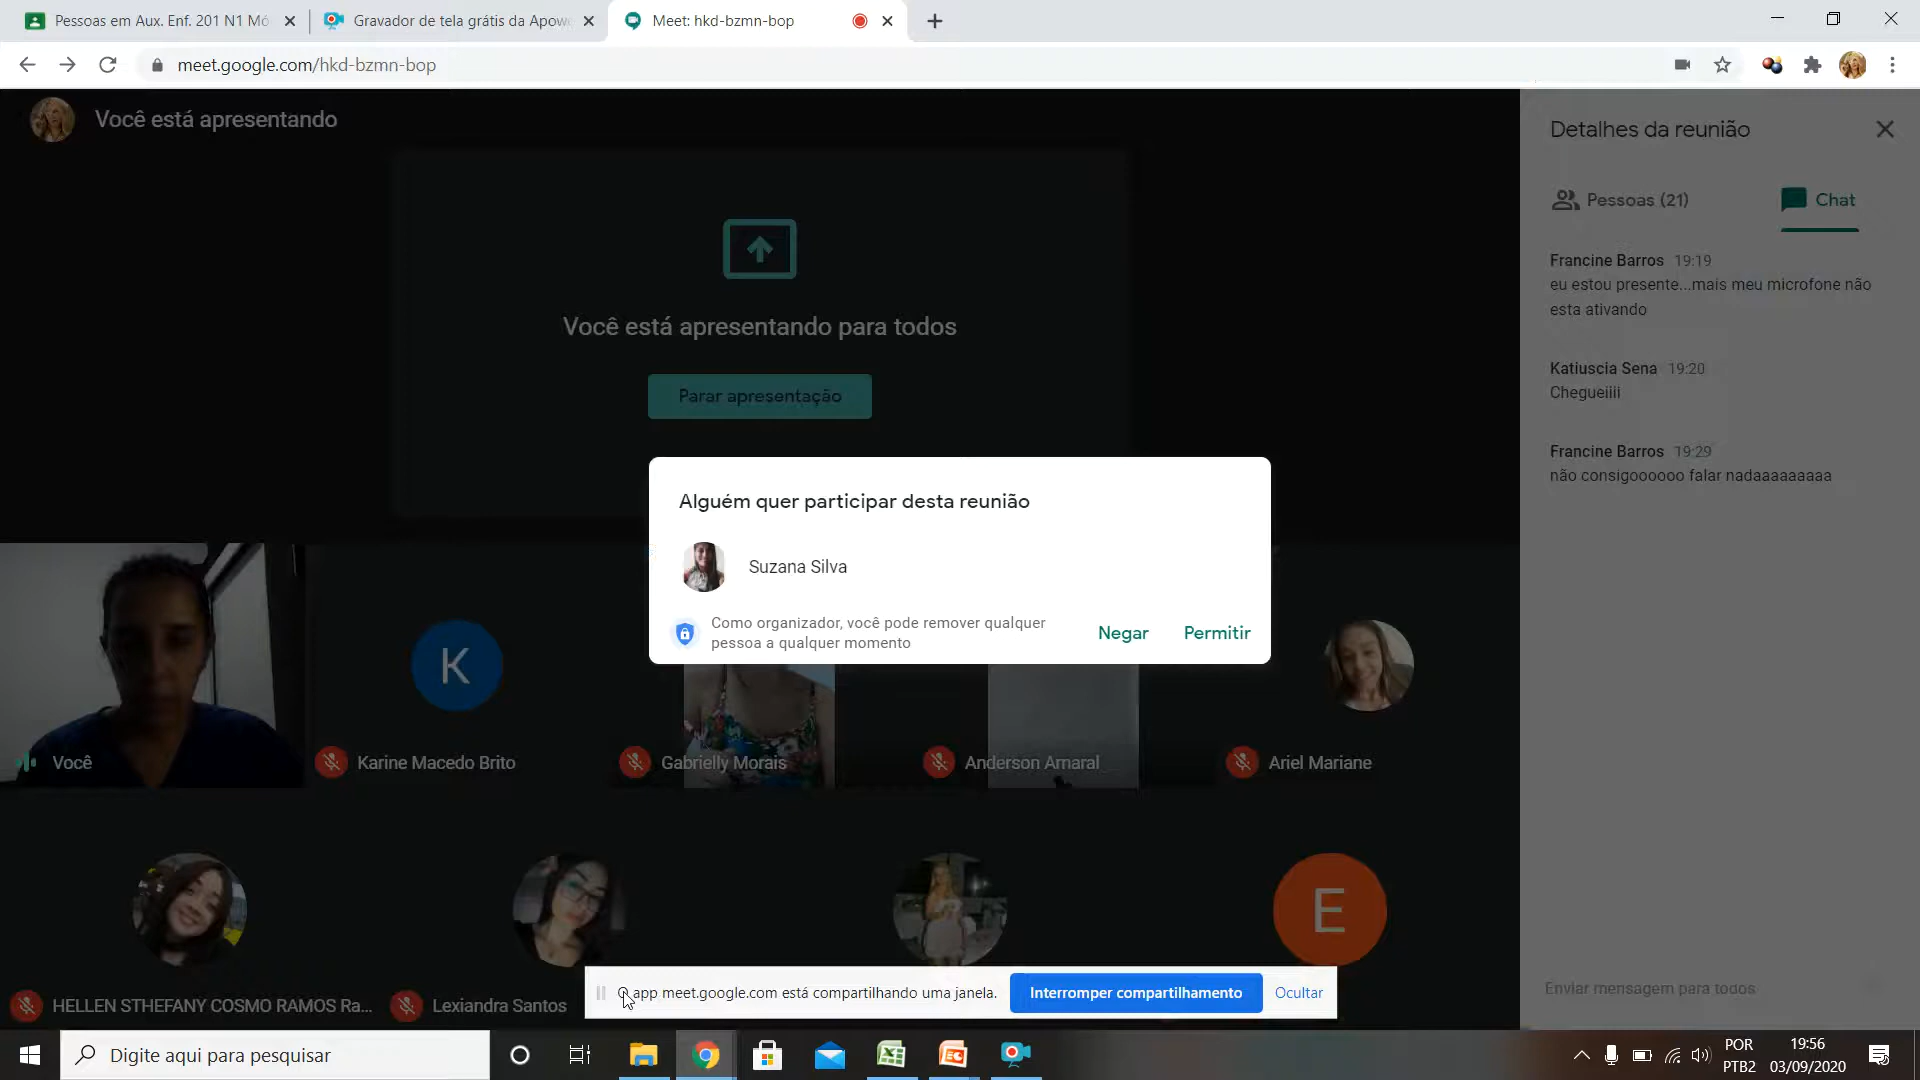 Pessoas em Aux. Enf. 201 N1 Mó
Gravador de tela grátis da Apow
Meet: hkd-bzmn-bop
meet.google.com/hkd-bzmn-bop
Você está apresentando
Você está apresentando para todos
Parar apresentação
Detalhes da reunião
Pessoas (21)
Chat
Francine Barros 19:19
eu estou presente...mais meu microfone não
esta ativando
Katiuscia Sena 19:20
Chegueiiii
Francine Barros 19:29
não consigoooooo falar nadaaaaaaaaa
Alguém quer participar desta reunião
Suzana Silva
Como organizador, você pode remover qualquer
pessoa a qualquer momento
Negar
Permitir
K
Você
Karine Macedo Brito
Gabrielly Morais
Anderson Amaral
Ariel Mariane
E
HELLEN STHEFANY COSMO RAMOS Ra...
Lexiandra Santos
O app meet.google.com está compartilhando uma janela.
Interromper compartilhamento
Ocultar
Enviar mensagem para todos
Digite aqui para pesquisar
POR
PTB2
19:56
03/09/2020